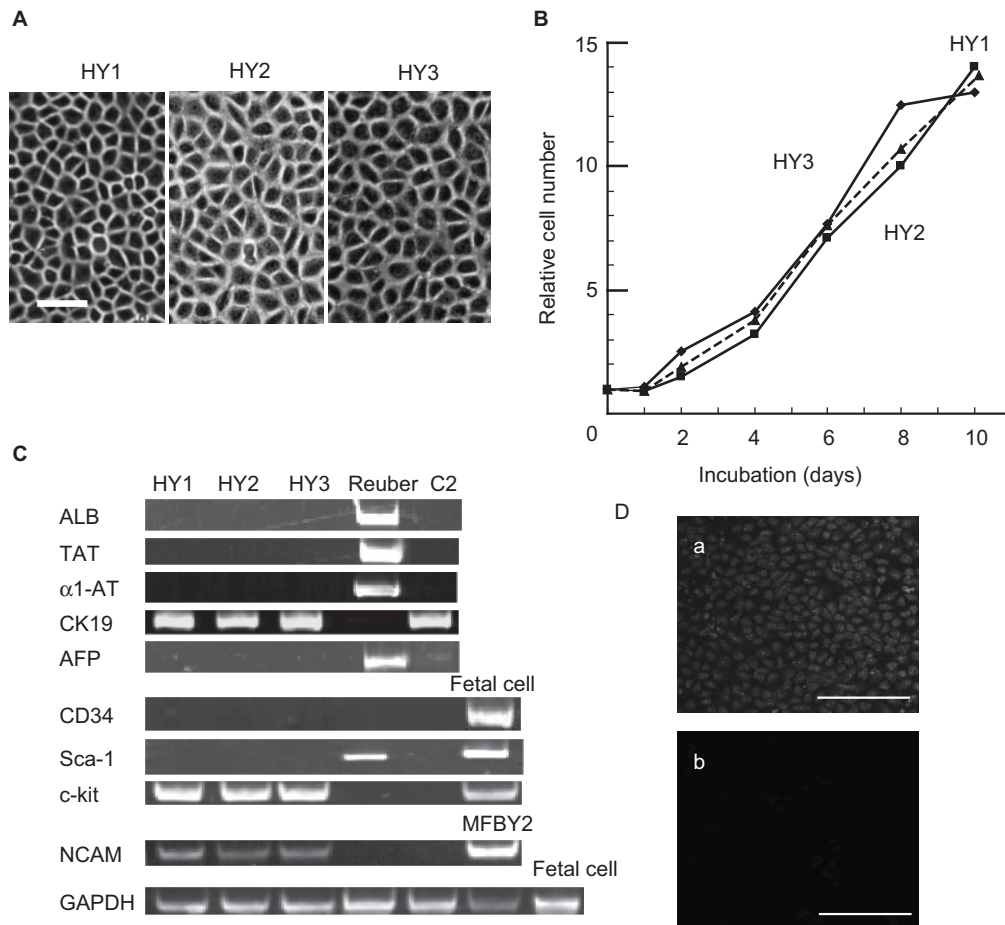 A
HY1 HY2 HY3
B
Relative cell number
15
10
5
0
2 4 6 8 10
Incubation (days)
HY1
HY3
HY2
C
HY1 HY2 HY3 Reuber C2
ALB
TAT
α1-AT
CK19
AFP
Fetal cell
CD34
Sca-1
c-kit
MFBY2
NCAM
Fetal cell
GAPDH
D
a
b